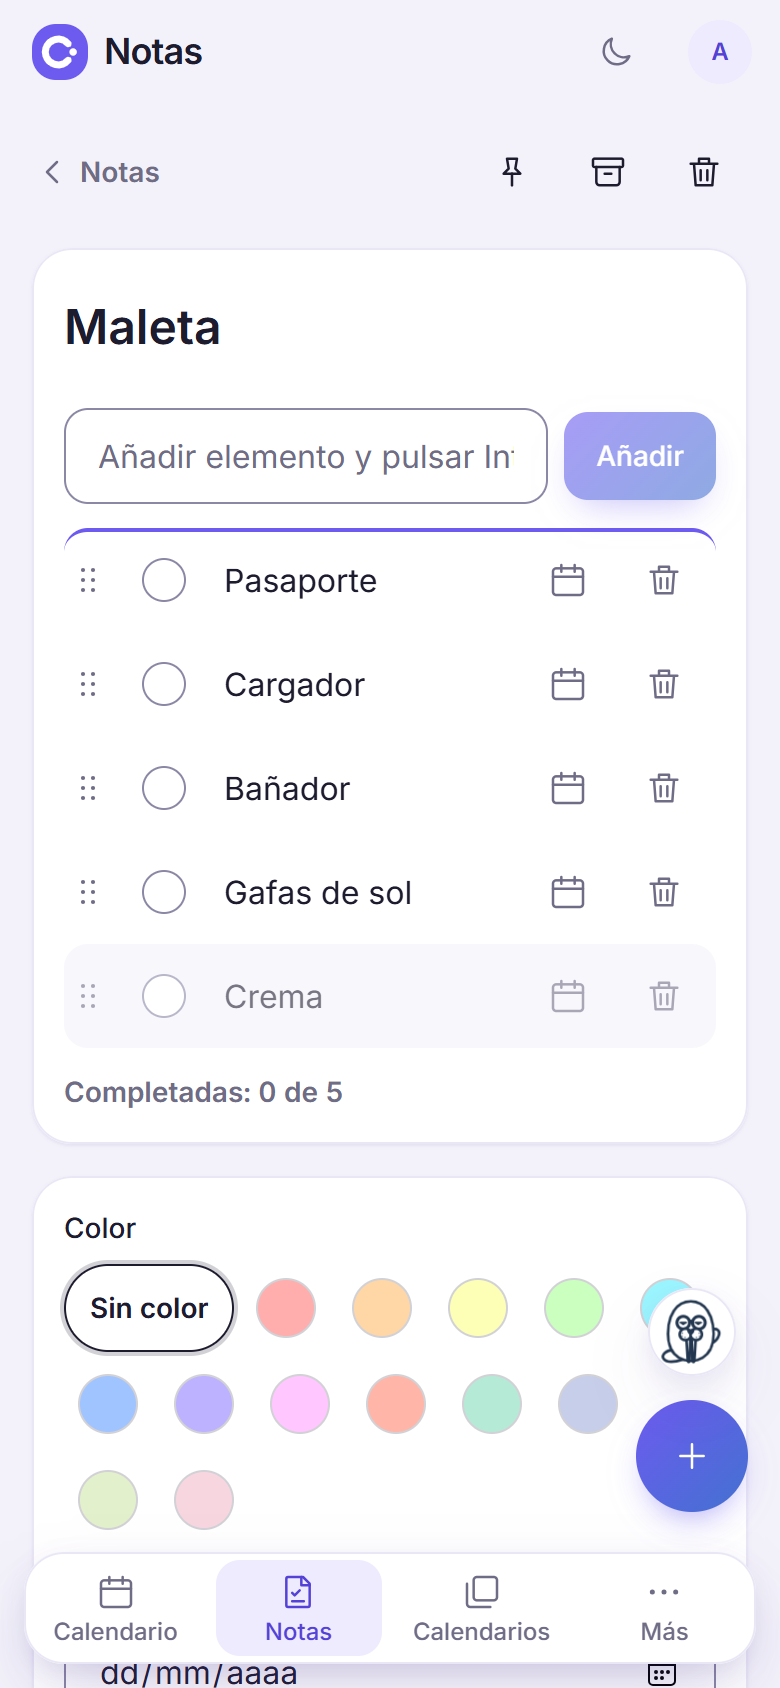 Notas
A
Notas
Maleta
Añadir elemento y pulsar In
Añadir
Pasaporte
Cargador
Bañador
Gafas de sol
Crema
Completadas: 0 de 5
Color
Sin color
Calendario
Notas
Calendarios
Más
dd/mm/aaaa